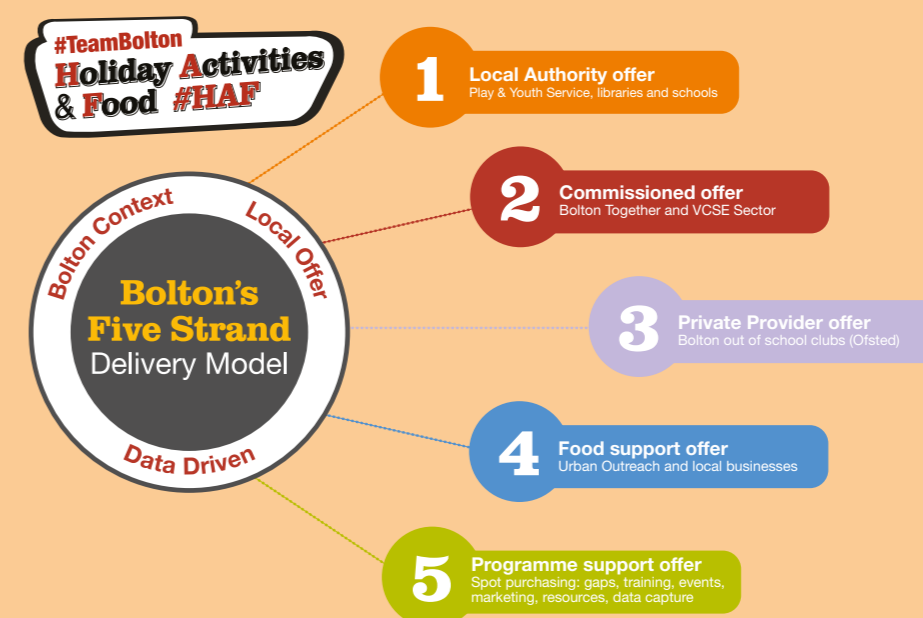 #TeamBolton
Holiday Activities
& Food #HAF
Bolton Context
Local Offer
Data Driven
Bolton's
Five Strand
Delivery Model
1
Local Authority offer
Play & Youth Service, libraries and schools
2
Commissioned offer
Bolton Together and VCSE Sector
3
Private Provider offer
Bolton out of school clubs (Ofsted)
4
Food support offer
Urban Outreach and local businesses
5
Programme support offer
Spot purchasing: gaps, training, events,
marketing, resources, data capture